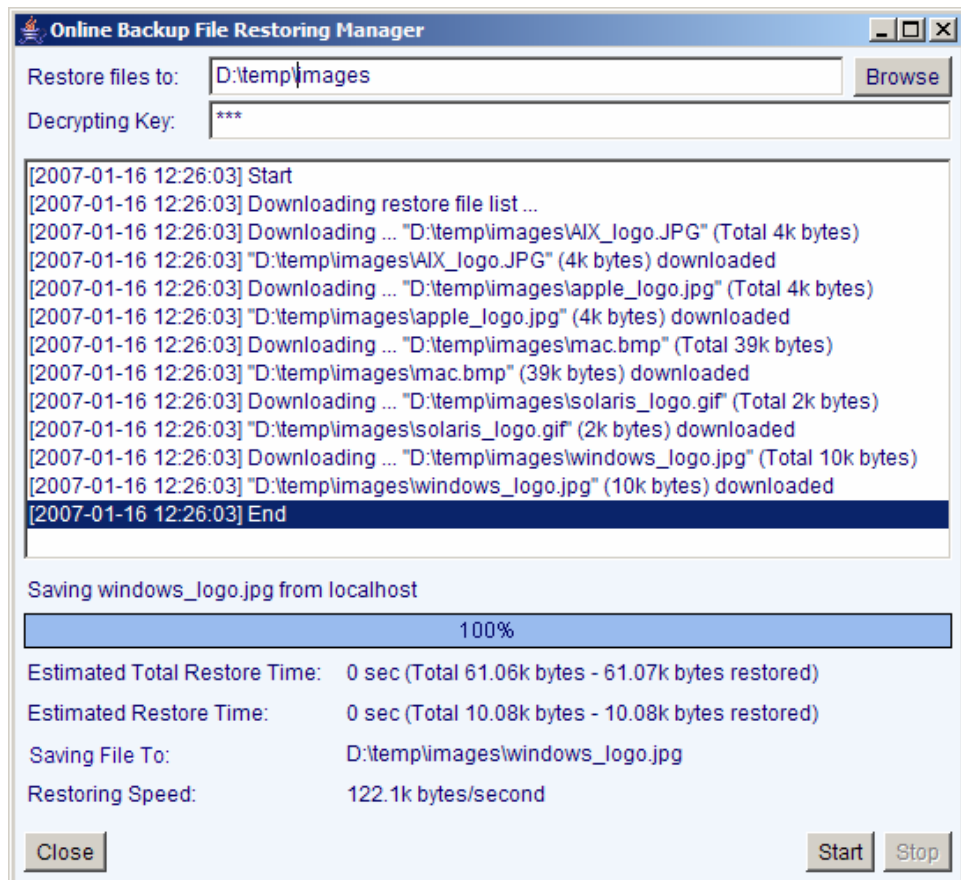 Online Backup File Restoring Manager
Restore files to: D:\temp\images Browse
Decrypting Key: ***
[2007-01-16 12:26:03] Start
[2007-01-16 12:26:03] Downloading restore file list ...
[2007-01-16 12:26:03] Downloading ... "D:\temp\images\AIX_logo.JPG" (Total 4k bytes)
[2007-01-16 12:26:03] "D:\temp\images\AIX_logo.JPG" (4k bytes) downloaded
[2007-01-16 12:26:03] Downloading ... "D:\temp\images\apple_logo.jpg" (Total 4k bytes)
[2007-01-16 12:26:03] "D:\temp\images\apple_logo.jpg" (4k bytes) downloaded
[2007-01-16 12:26:03] Downloading ... "D:\temp\images\mac.bmp" (Total 39k bytes)
[2007-01-16 12:26:03] "D:\temp\images\mac.bmp" (39k bytes) downloaded
[2007-01-16 12:26:03] Downloading ... "D:\temp\images\solaris_logo.gif" (Total 2k bytes)
[2007-01-16 12:26:03] "D:\temp\images\solaris_logo.gif" (2k bytes) downloaded
[2007-01-16 12:26:03] Downloading ... "D:\temp\images\windows_logo.jpg" (Total 10k bytes)
[2007-01-16 12:26:03] "D:\temp\images\windows_logo.jpg" (10k bytes) downloaded
[2007-01-16 12:26:03] End
Saving windows_logo.jpg from localhost
100%
Estimated Total Restore Time: 0 sec (Total 61.06k bytes - 61.07k bytes restored)
Estimated Restore Time: 0 sec (Total 10.08k bytes - 10.08k bytes restored)
Saving File To: D:\temp\images\windows_logo.jpg
Restoring Speed: 122.1k bytes/second
Close Start Stop